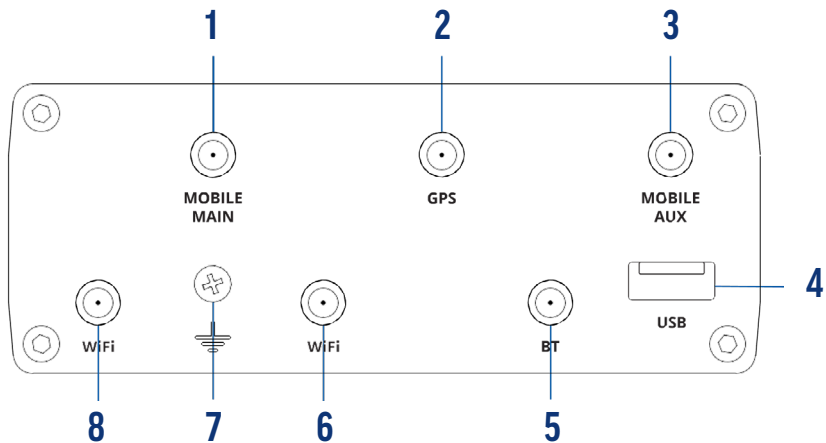 1 2 3
MOBILE
MAIN
GPS
MOBILE
AUX
4
USB
WiFi
WiFi
BT
8 7 6 5